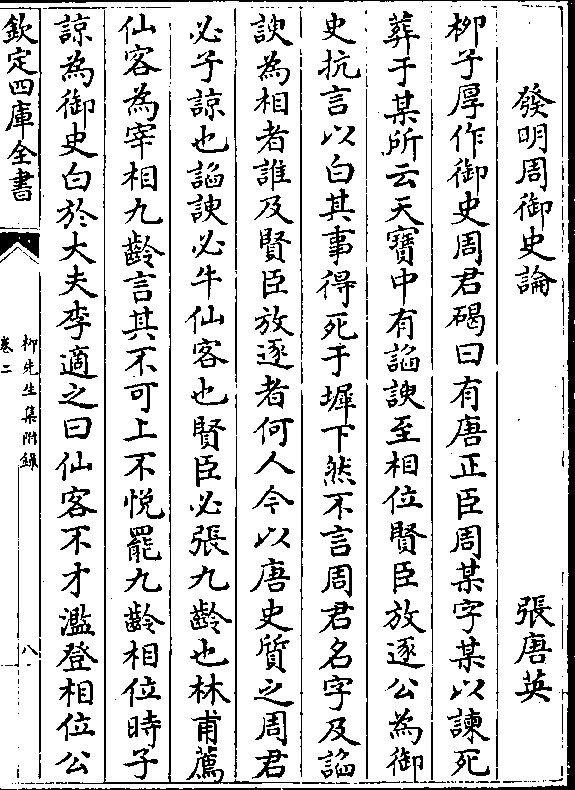 發明周御史論　張唐英
柳子厚作御史周君碣曰有唐正臣周某字某以諫死
葬于某所云天寶中有諂諛至相位賢臣放逐公為御
史抗言以白其事得死于墀下然不言周君名字及諂
諛為相者誰及賢臣放逐者何人今以唐史質之周君
必子諒也諂諛必牛仙客也賢臣必張九齡也林甫薦
仙客為宰相九齡言其不可上不悅罷九齡相位時子
諒為御史白於大夫李適之曰仙客不才濫登相位公
欽定四庫全書
柳先生集附錄
卷二
八